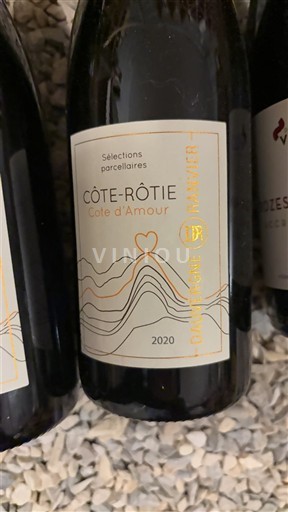 Sélections
parcellaires
CÔTE-RÔTIE
Cote d'Amour
VINIOU
2020